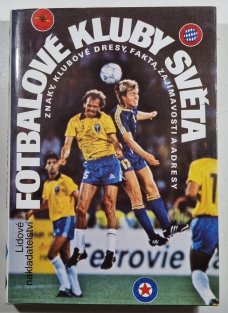 FOTBALOVÉ KLUBY SVĚTA
ZNAKY, KLUBOVÉ DRESY, FAKTA, ZAJÍMAVOSTI A ADRESY
Lidové
nakladatelství
ferrovie